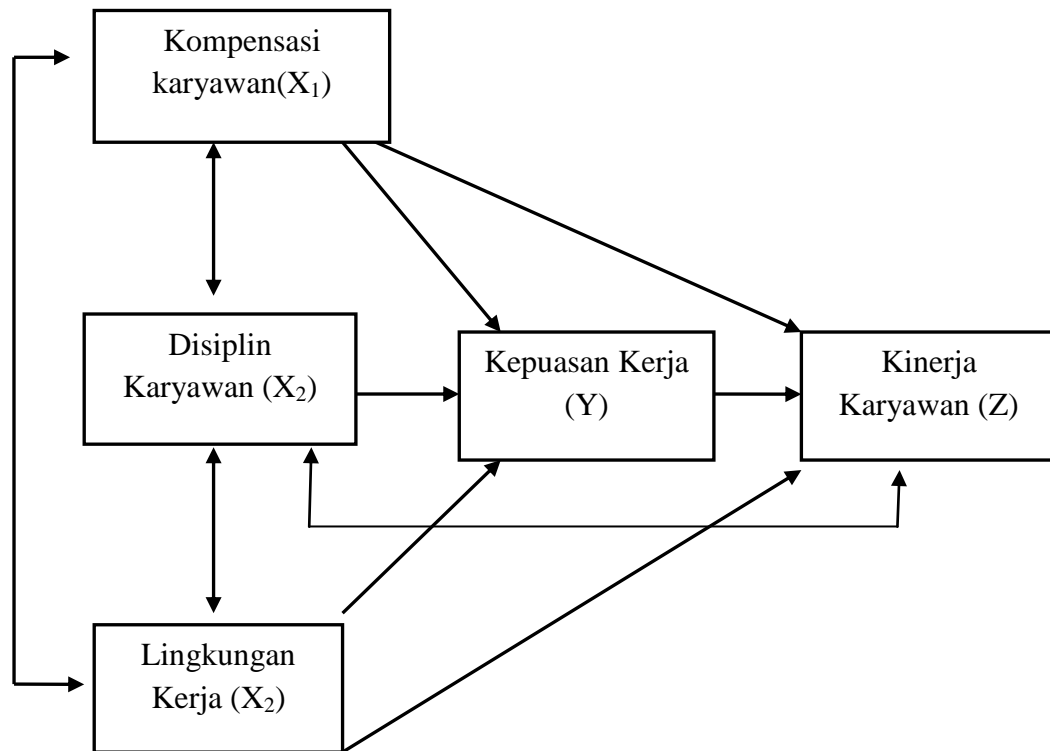 Kompensasi
karyawan(X₁)
Disiplin
Karyawan (X₂)
Kepuasan Kerja
(Y)
Kinerja
Karyawan (Z)
Lingkungan
Kerja (X₂)